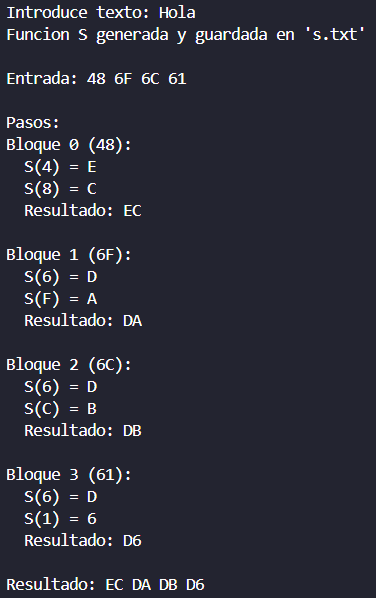 Introduce texto: Hola
Funcion S generada y guardada en 's.txt'
Entrada: 48 6F 6C 61
Pasos:
Bloque 0 (48):
S(4) = E
S(8) = C
Resultado: EC
Bloque 1 (6F):
S(6) = D
S(F) = A
Resultado: DA
Bloque 2 (6C):
S(6) = D
S(C) = B
Resultado: DB
Bloque 3 (61):
S(6) = D
S(1) = 6
Resultado: D6
Resultado: EC DA DB D6